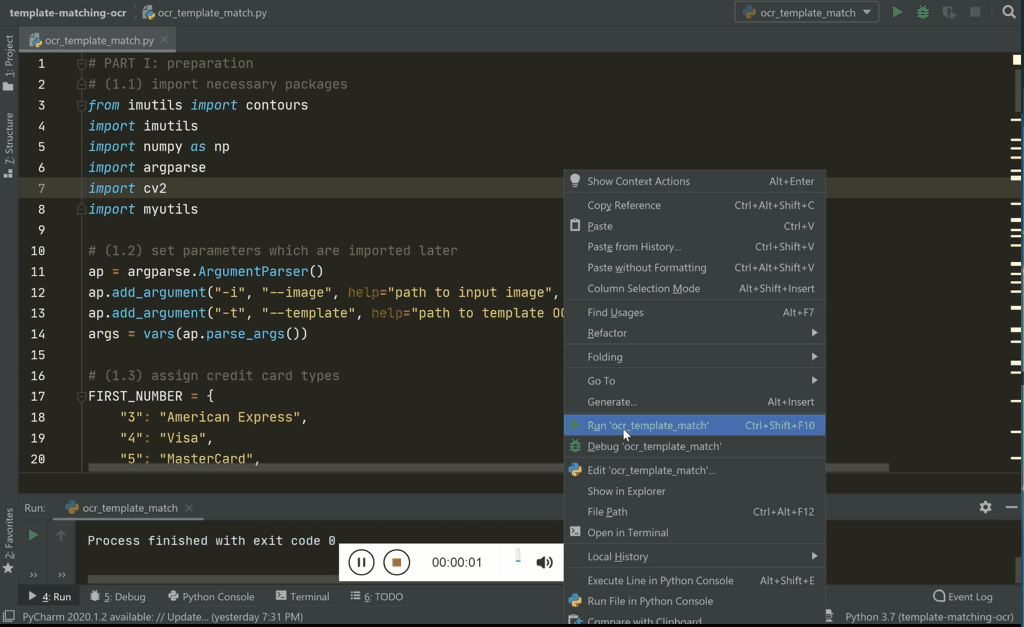 template-matching-ocr ocr_template_match.py ocr_template_match
1: Project
ocr_template_match.py
7: Structure
2: Favorites
1 # PART I: preparation
2 # (1.1) import necessary packages
3 from imutils import contours
4 import imutils
5 import numpy as np
6 import argparse
7 import cv2
8 import myutils
9
10 # (1.2) set parameters which are imported later
11 ap = argparse.ArgumentParser()
12 ap.add_argument("-i", "--image", help="path to input image",
13 ap.add_argument("-t", "--template", help="path to template
14 args = vars(ap.parse_args())
15
16 # (1.3) assign credit card types
17 FIRST_NUMBER = {
18 "3": "American Express",
19 "4": "Visa",
20 "5": "MasterCard",
Show Context Actions Alt+Enter
Copy Reference Ctrl+Alt+Shift+C
Paste Ctrl+V
Paste from History... Ctrl+Shift+V
Paste without Formatting Ctrl+Alt+Shift+V
Column Selection Mode Alt+Shift+Insert
Find Usages Alt+F7
Refactor
Folding
Go To
Generate... Alt+Insert
Run 'ocr_template_match' Ctrl+Shift+F10
Debug 'ocr_template_match'
Edit 'ocr_template_match'...
Show in Explorer
File Path Ctrl+Alt+F12
Open in Terminal
Local History
Execute Line in Python Console Alt+Shift+E
Run File in Python Console
Compare with Clipboard
Run: ocr_template_match
Process finished with exit code 0
00:00:01
4: Run 5: Debug Python Console Terminal 6: TODO Event Log
PyCharm 2020.1.2 available: // Update... (yesterday 7:31 PM) Python 3.7 (template-matching-ocr)